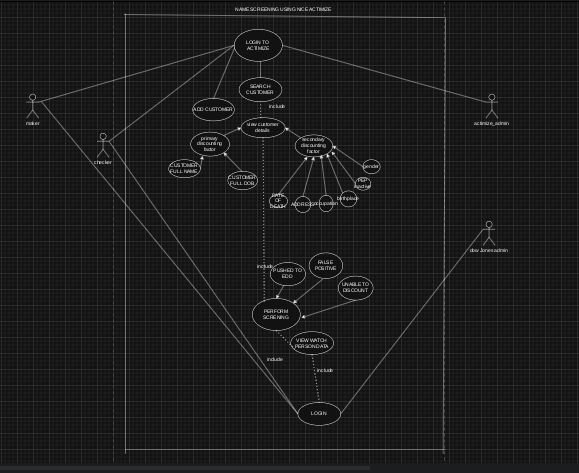 NAME SCREENING USING NICE ACTIMIZE
LOGIN TO
ACTIMIZE
SEARCH
CUSTOMER
include
ADD CUSTOMER
maker
actimize_admin
view customer
details
checker
primary
discounting
factor
secondary
discounting
factor
CUSTOMER
FULL NAME
gender
CUSTOMER
FULL DOB
PEP
inactive
DATE
OF
DEATH
ADDRESS
occupation
birthplace
dow Jones admin
include
PUSHED TO
EDD
FALSE
POSITIVE
UNABLE TO
DISCOUNT
PERFORM
SCRENING
VIEW WATCH
PERSON DATA
include
include
LOGIN